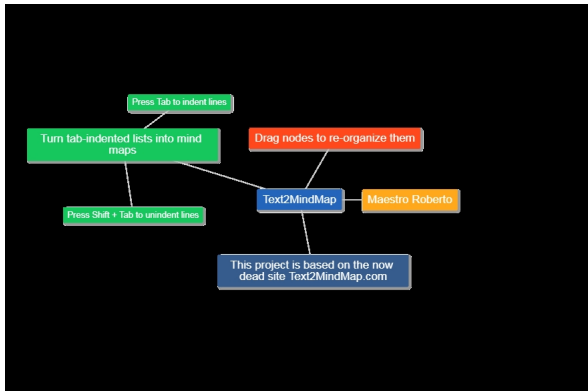 Press Tab to indent lines
Turn tab-indented lists into mind
maps
Drag nodes to re-organize them
Text2MindMap
Maestro Roberto
Press Shift + Tab to unindent lines
This project is based on the now
dead site Text2MindMap.com